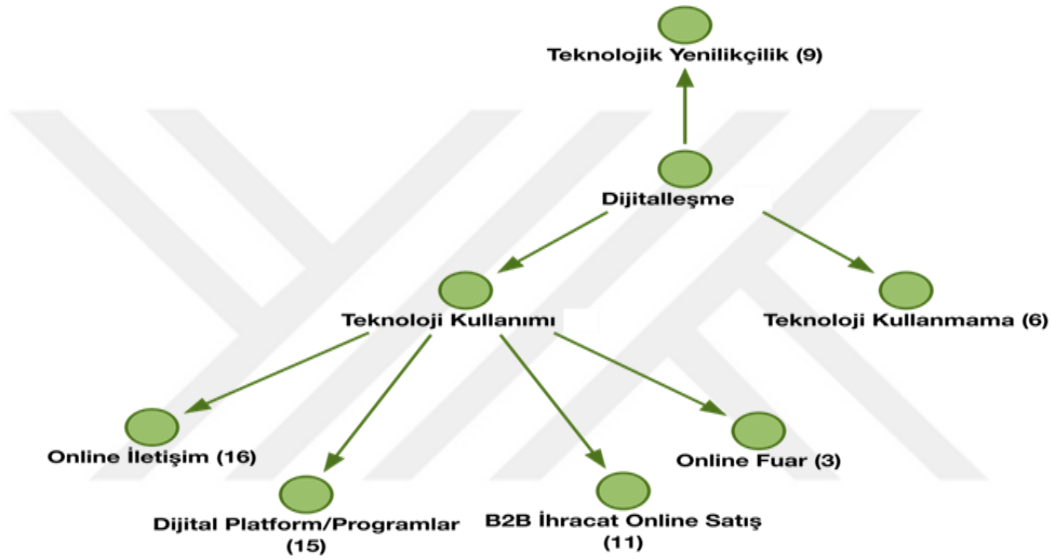 Teknolojik Yenilikçilik (9)
Dijitalleşme
Teknoloji Kullanımı
Teknoloji Kullanmama (6)
Online İletişim (16)
Online Fuar (3)
Dijital Platform/Programlar
(15)
B2B İhracat Online Satış
(11)